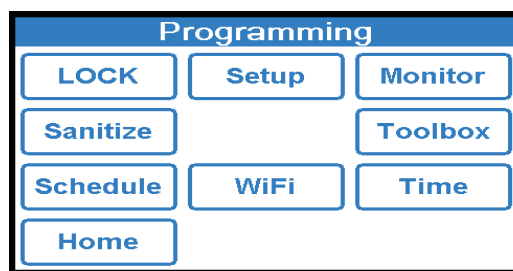 Programming
LOCK Setup Monitor
Sanitize Toolbox
Schedule WiFi Time
Home